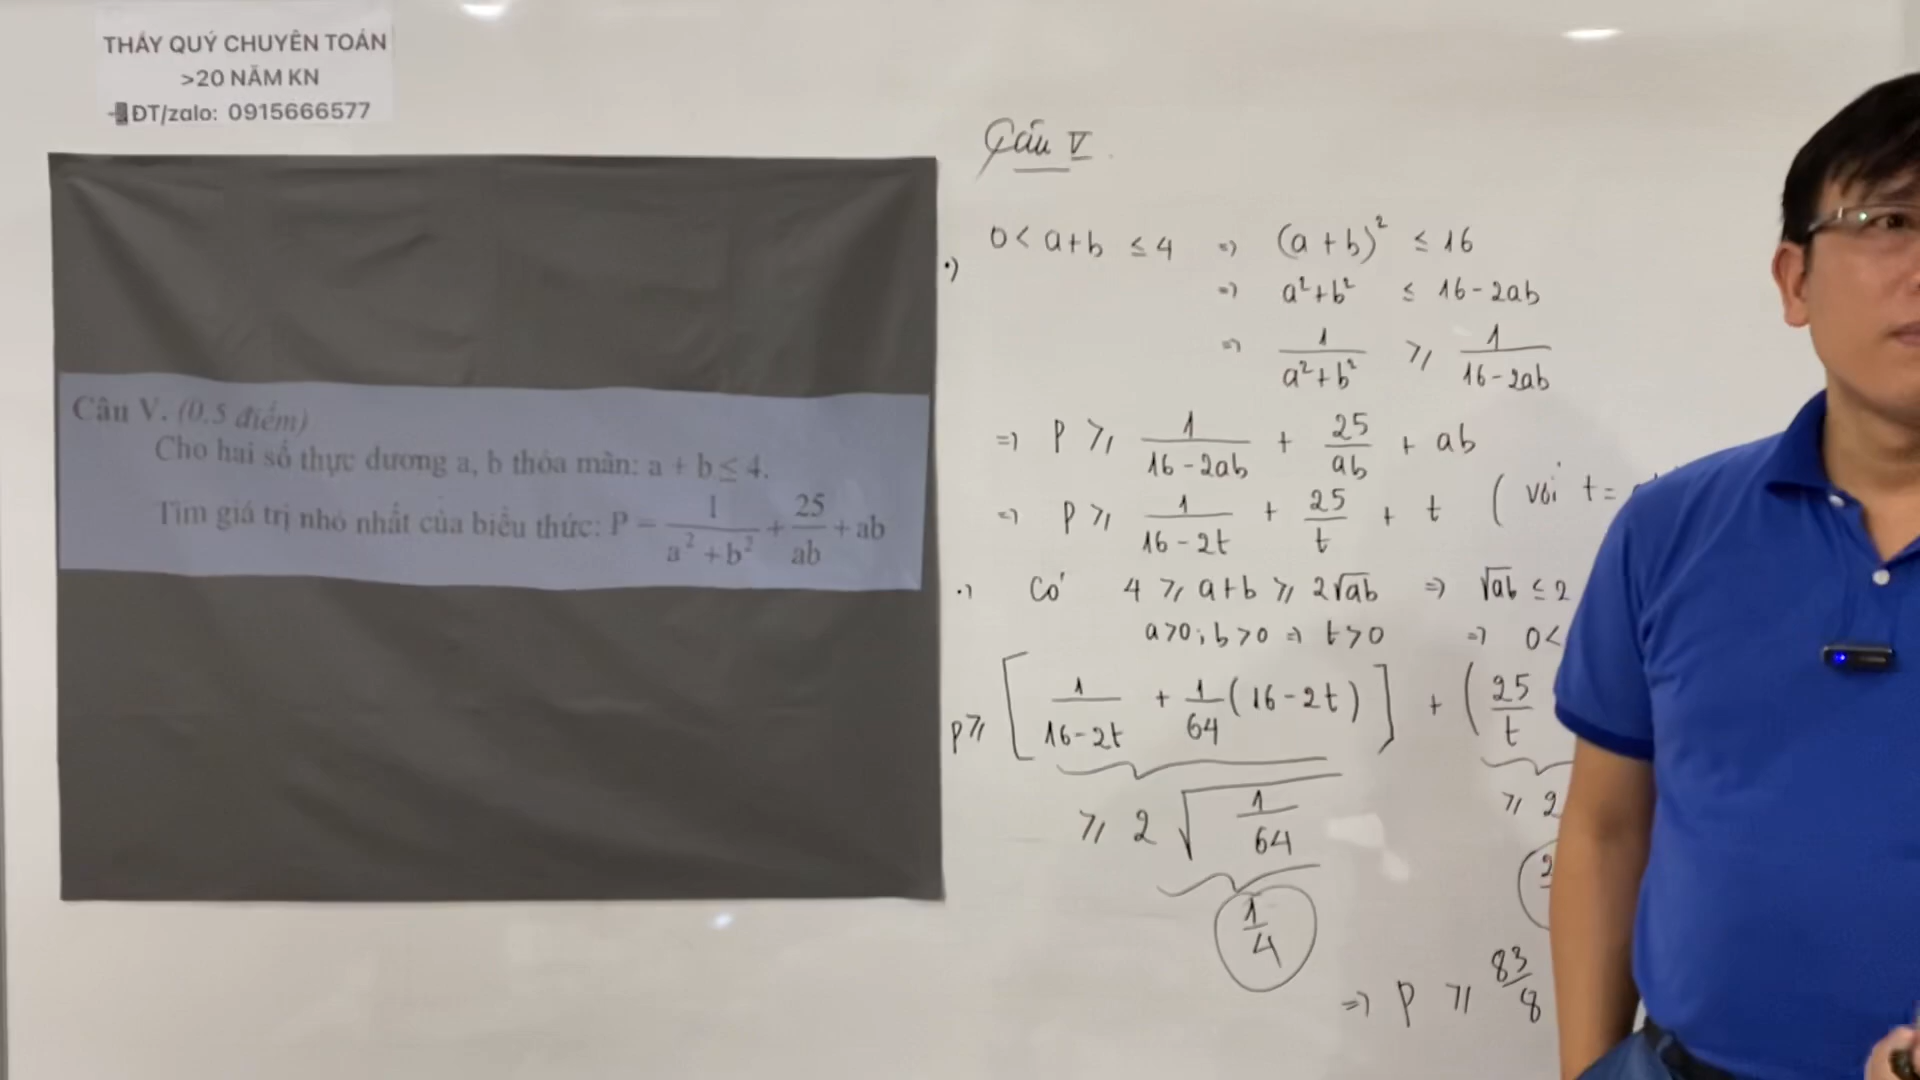 THẦY QUÝ CHUYÊN TOÁN
>20 NĂM KN
ĐT/zalo: 0915666577
Câu V. (0.5 điểm)
Cho hai số thực dương a, b thỏa mãn: a + b ≤ 4.
Tìm giá trị nhỏ nhất của biểu thức: P = 1/(a² + b²) + 25/ab + ab
Câu V
•) 0 < a+b ≤ 4 => (a + b)² ≤ 16
=> a²+b² ≤ 16-2ab
=> 1/(a²+b²) ≥ 1/(16-2ab)
=> P ≥ 1/(16-2ab) + 25/ab + ab
=> P ≥ 1/(16-2t) + 25/t + t ( với t =
•) Có 4 ≥ a+b ≥ 2√ab => √ab ≤ 2
a>0; b>0 => t>0 => 0<
P≥ [ 1/(16-2t) + 1/64 (16-2t) ] + ( 25/t
≥ 2 √(1/64) ≥ 2
1/4 2
=> P ≥ 83/8